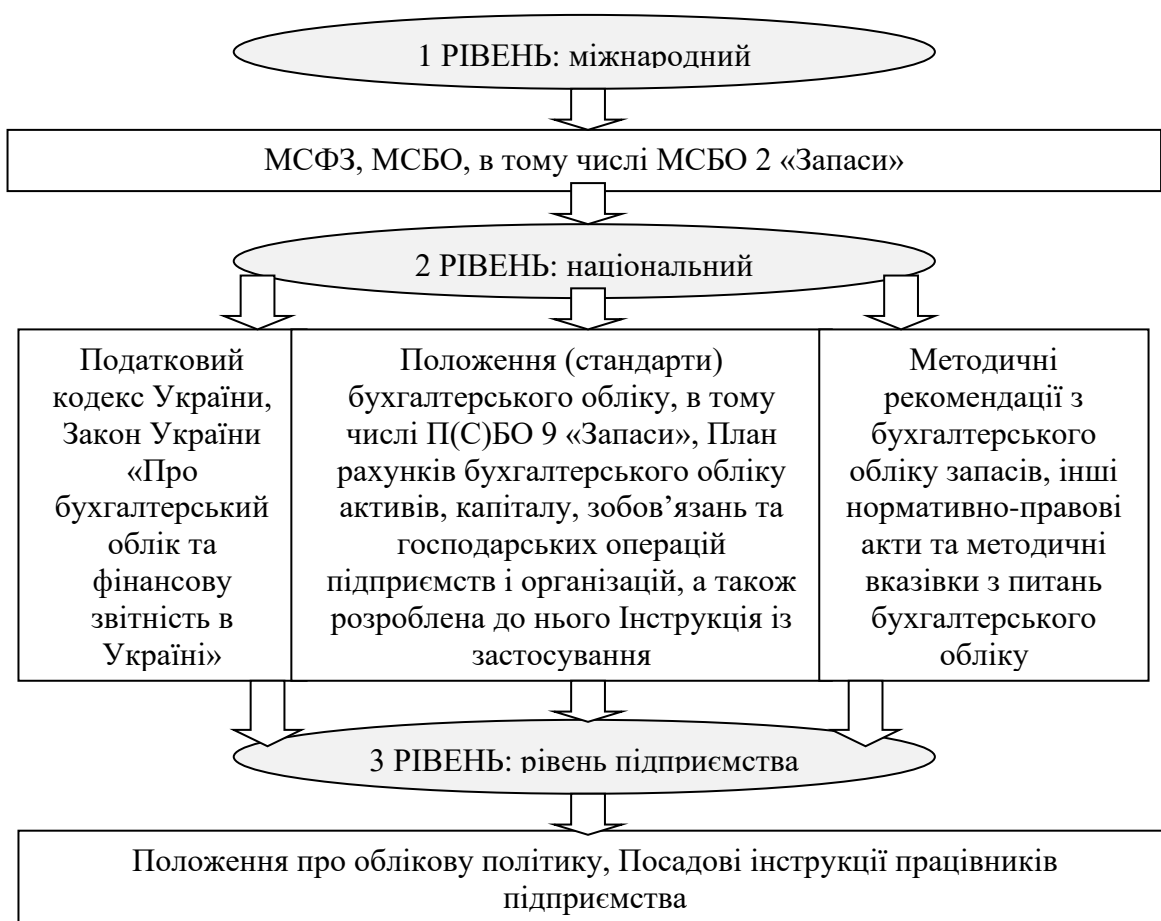 1 РІВЕНЬ: міжнародний
МСФЗ, МСБО, в тому числі МСБО 2 «Запаси»
2 РІВЕНЬ: національний
Податковий
кодекс України,
Закон України
«Про
бухгалтерський
облік та
фінансову
звітність в
Україні»
Положення (стандарти)
бухгалтерського обліку, в тому
числі П(С)БО 9 «Запаси», План
рахунків бухгалтерського обліку
активів, капіталу, зобов’язань та
господарських операцій
підприємств і організацій, а також
розроблена до нього Інструкція із
застосування
Методичні
рекомендації з
бухгалтерського
обліку запасів, інші
нормативно-правові
акти та методичні
вказівки з питань
бухгалтерського
обліку
3 РІВЕНЬ: рівень підприємства
Положення про облікову політику, Посадові інструкції працівників
підприємства